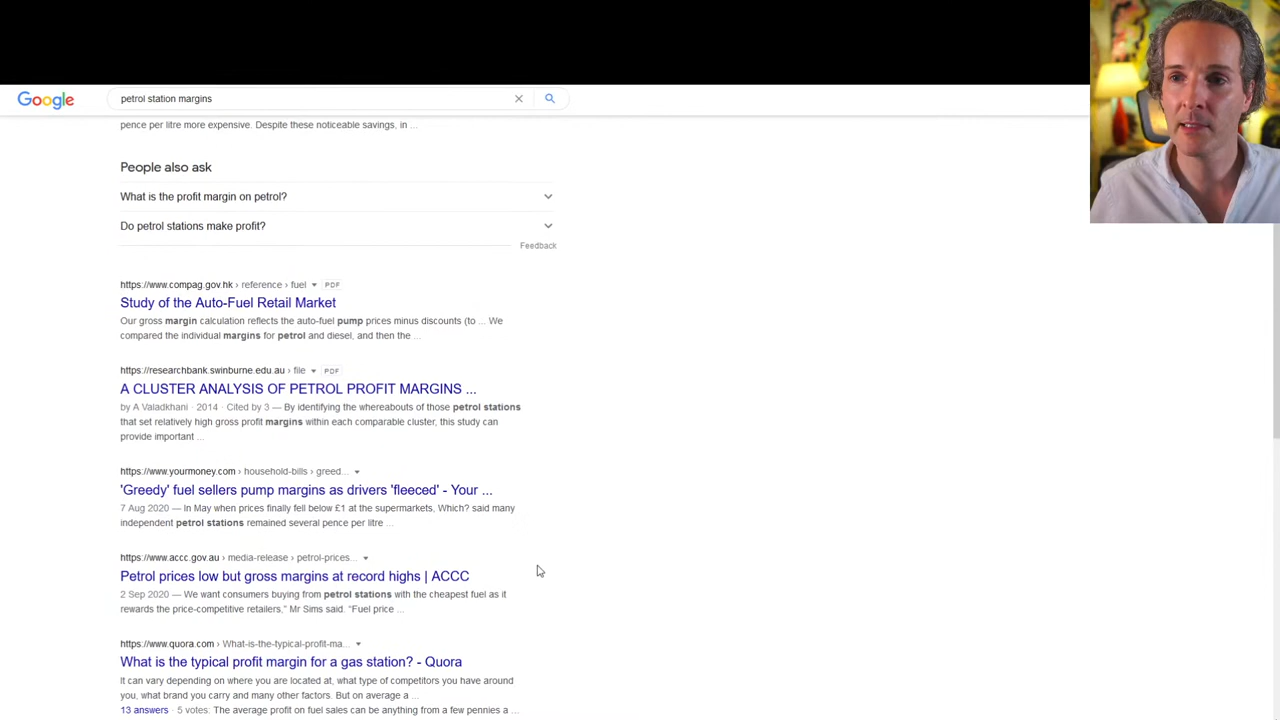 Google
petrol station margins
pence per litre more expensive. Despite these noticeable savings, in ...
People also ask
What is the profit margin on petrol?
Do petrol stations make profit?
Feedback
https://www.compag.gov.hk › reference › fuel PDF
Study of the Auto-Fuel Retail Market
Our gross margin calculation reflects the auto-fuel pump prices minus discounts (to ... We
compared the individual margins for petrol and diesel, and then the ...
https://researchbank.swinburne.edu.au › file PDF
A CLUSTER ANALYSIS OF PETROL PROFIT MARGINS ...
by A Valadkhani · 2014 · Cited by 3 — By identifying the whereabouts of those petrol stations
that set relatively high gross profit margins within each comparable cluster, this study can
provide important ...
https://www.yourmoney.com › household-bills › greed...
'Greedy' fuel sellers pump margins as drivers 'fleeced' - Your ...
7 Aug 2020 — In May when prices finally fell below £1 at the supermarkets, Which? said many
independent petrol stations remained several pence per litre ...
https://www.accc.gov.au › media-release › petrol-prices...
Petrol prices low but gross margins at record highs | ACCC
2 Sep 2020 — We want consumers buying from petrol stations with the cheapest fuel as it
rewards the price-competitive retailers," Mr Sims said. "Fuel price ...
https://www.quora.com › What-is-the-typical-profit-ma...
What is the typical profit margin for a gas station? - Quora
It can vary depending on where you are located at, what type of competitors you have around
you, what brand you carry and many other factors. But on average a ...
13 answers · 5 votes: The average profit on fuel sales can be anything from a few pennies a ...